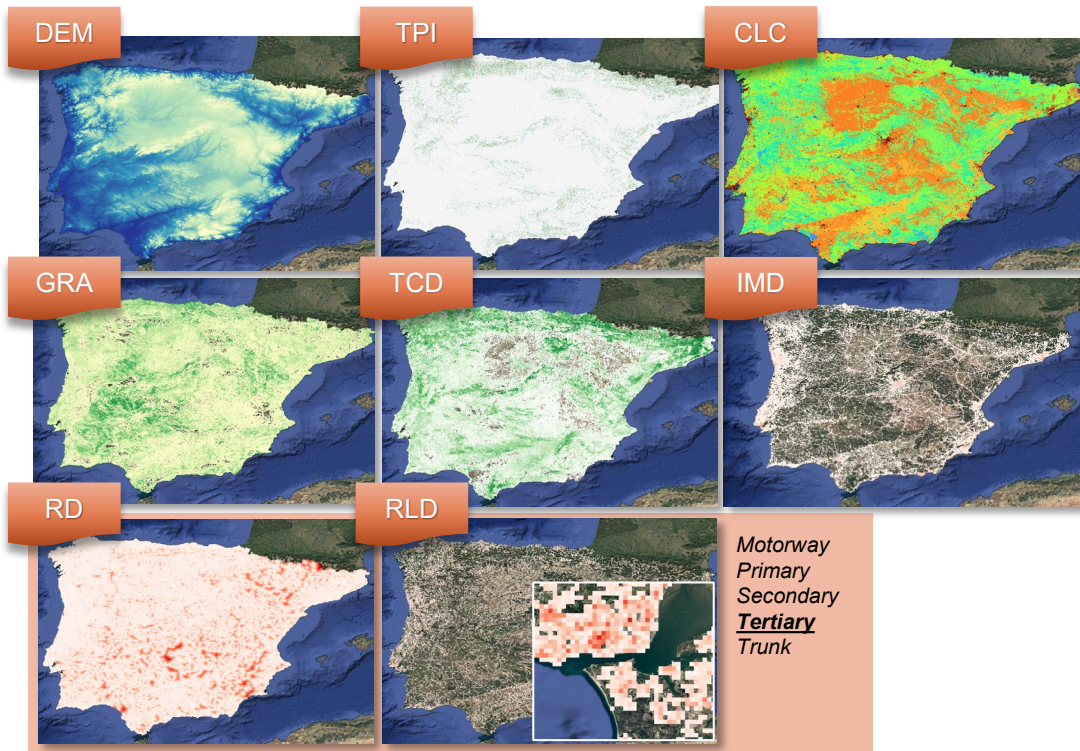 DEM
TPI
CLC
GRA
TCD
IMD
RD
RLD
Motorway
Primary
Secondary
Tertiary
Trunk